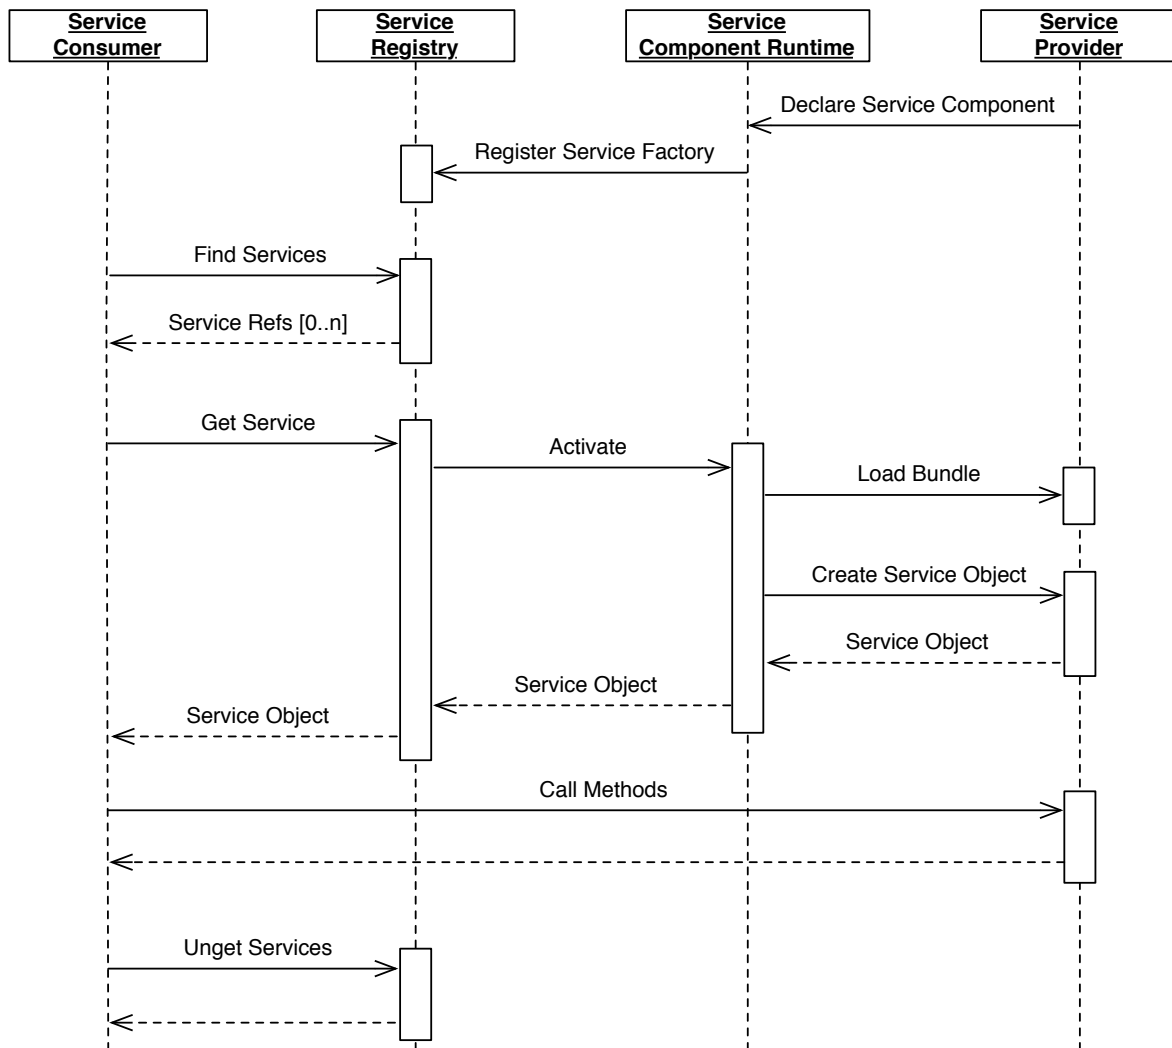 Service
Consumer
Service
Registry
Service
Component Runtime
Service
Provider
Declare Service Component
Register Service Factory
Find Services
Service Refs [0..n]
Get Service
Activate
Load Bundle
Create Service Object
Service Object
Service Object
Service Object
Call Methods
Unget Services